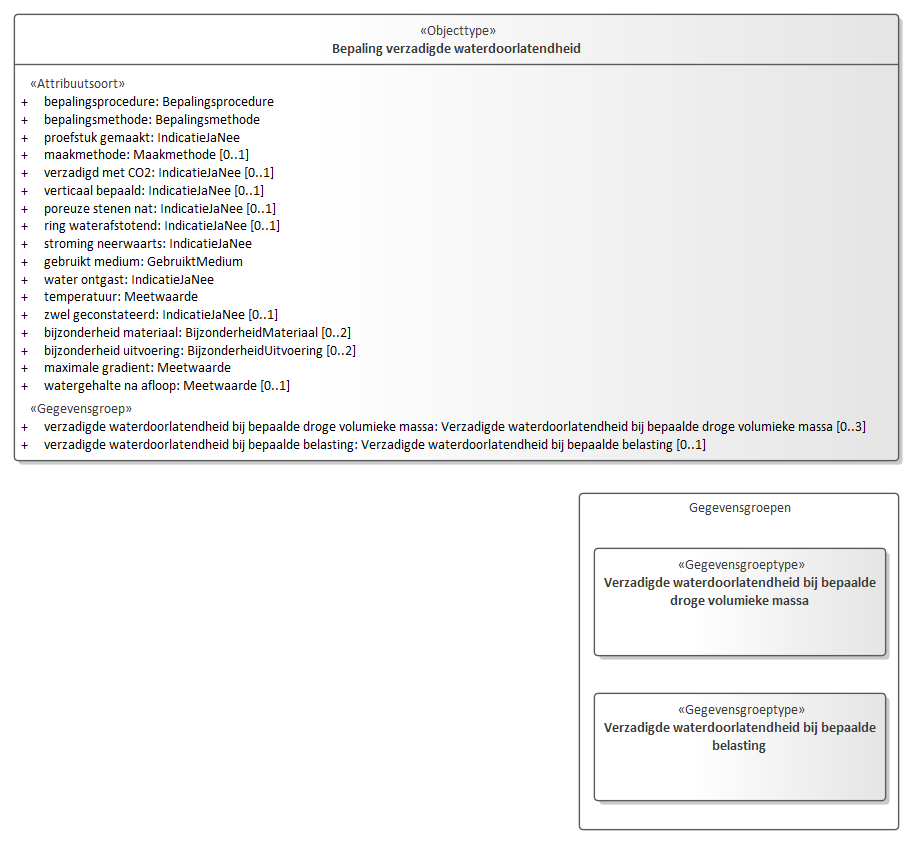 «Objecttype»
Bepaling verzadigde waterdoorlatendheid
«Attribuutsoort»
+ bepalingsprocedure: Bepalingsprocedure
+ bepalingsmethode: Bepalingsmethode
+ proefstuk gemaakt: IndicatieJaNee
+ maakmethode: Maakmethode [0..1]
+ verzadigd met CO2: IndicatieJaNee [0..1]
+ verticaal bepaald: IndicatieJaNee [0..1]
+ poreuze stenen nat: IndicatieJaNee [0..1]
+ ring waterafstotend: IndicatieJaNee [0..1]
+ stroming neerwaarts: IndicatieJaNee
+ gebruikt medium: GebruiktMedium
+ water ontgast: IndicatieJaNee
+ temperatuur: Meetwaarde
+ zwel geconstateerd: IndicatieJaNee [0..1]
+ bijzonderheid materiaal: BijzonderheidMateriaal [0..2]
+ bijzonderheid uitvoering: BijzonderheidUitvoering [0..2]
+ maximale gradient: Meetwaarde
+ watergehalte na afloop: Meetwaarde [0..1]
«Gegevensgroep»
+ verzadigde waterdoorlatendheid bij bepaalde droge volumieke massa: Verzadigde waterdoorlatendheid bij bepaalde droge volumieke massa [0..3]
+ verzadigde waterdoorlatendheid bij bepaalde belasting: Verzadigde waterdoorlatendheid bij bepaalde belasting [0..1]
Gegevensgroepen
«Gegevensgroeptype»
Verzadigde waterdoorlatendheid bij bepaalde
droge volumieke massa
«Gegevensgroeptype»
Verzadigde waterdoorlatendheid bij bepaalde
belasting